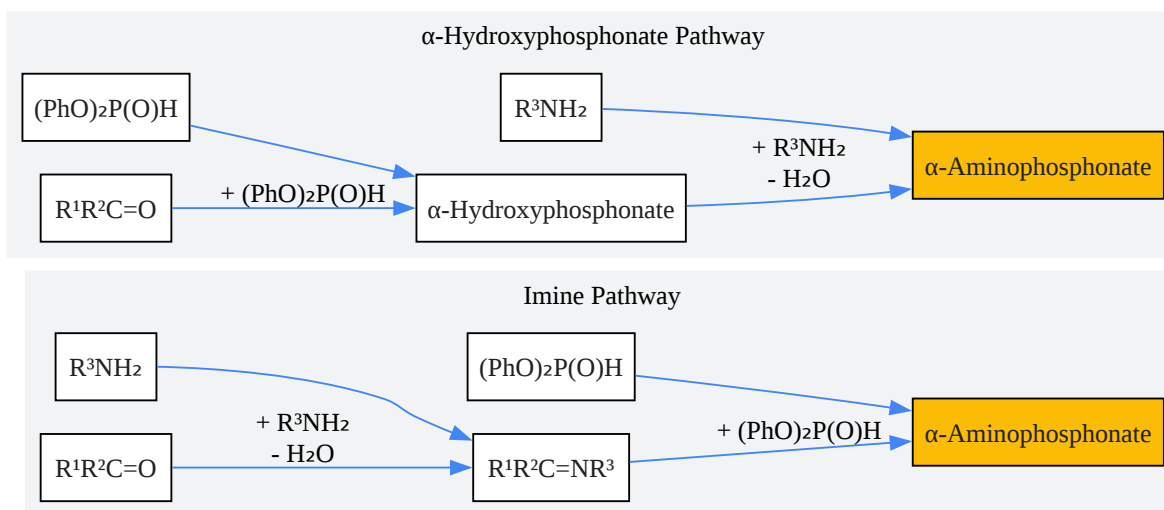 α-Hydroxyphosphonate Pathway
(PhO)₂P(O)H
R³NH₂
+ R³NH₂
- H₂O
α-Aminophosphonate
R¹R²C=O
+ (PhO)₂P(O)H
α-Hydroxyphosphonate
Imine Pathway
R³NH₂
(PhO)₂P(O)H
+ R³NH₂
- H₂O
+ (PhO)₂P(O)H
α-Aminophosphonate
R¹R²C=O
R¹R²C=NR³